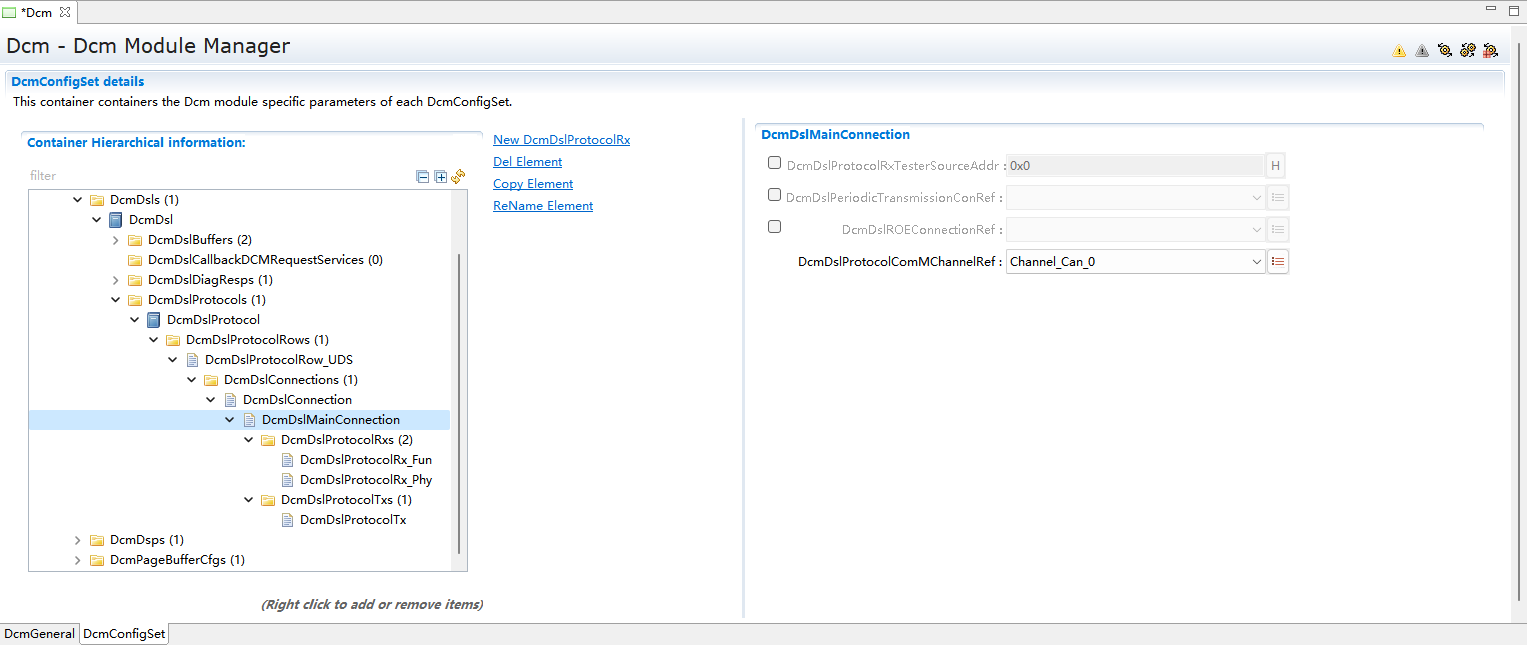 *Dcm
Dcm - Dcm Module Manager
DcmConfigSet details
This container containers the Dcm module specific parameters of each DcmConfigSet.
Container Hierarchical information:
filter
DcmDsls (1)
DcmDsl
DcmDslBuffers (2)
DcmDslCallbackDCMRequestServices (0)
DcmDslDiagResps (1)
DcmDslProtocols (1)
DcmDslProtocol
DcmDslProtocolRows (1)
DcmDslProtocolRow_UDS
DcmDslConnections (1)
DcmDslConnection
DcmDslMainConnection
DcmDslProtocolRxs (2)
DcmDslProtocolRx_Fun
DcmDslProtocolRx_Phy
DcmDslProtocolTxs (1)
DcmDslProtocolTx
DcmDsps (1)
DcmPageBufferCfgs (1)
(Right click to add or remove items)
New DcmDslProtocolRx
Del Element
Copy Element
ReName Element
DcmDslMainConnection
DcmDslProtocolRxTesterSourceAddr : 0x0 H
DcmDslPeriodicTransmissionConRef :
DcmDslROEConnectionRef :
DcmDslProtocolComMChannelRef : Channel_Can_0
DcmGeneral DcmConfigSet